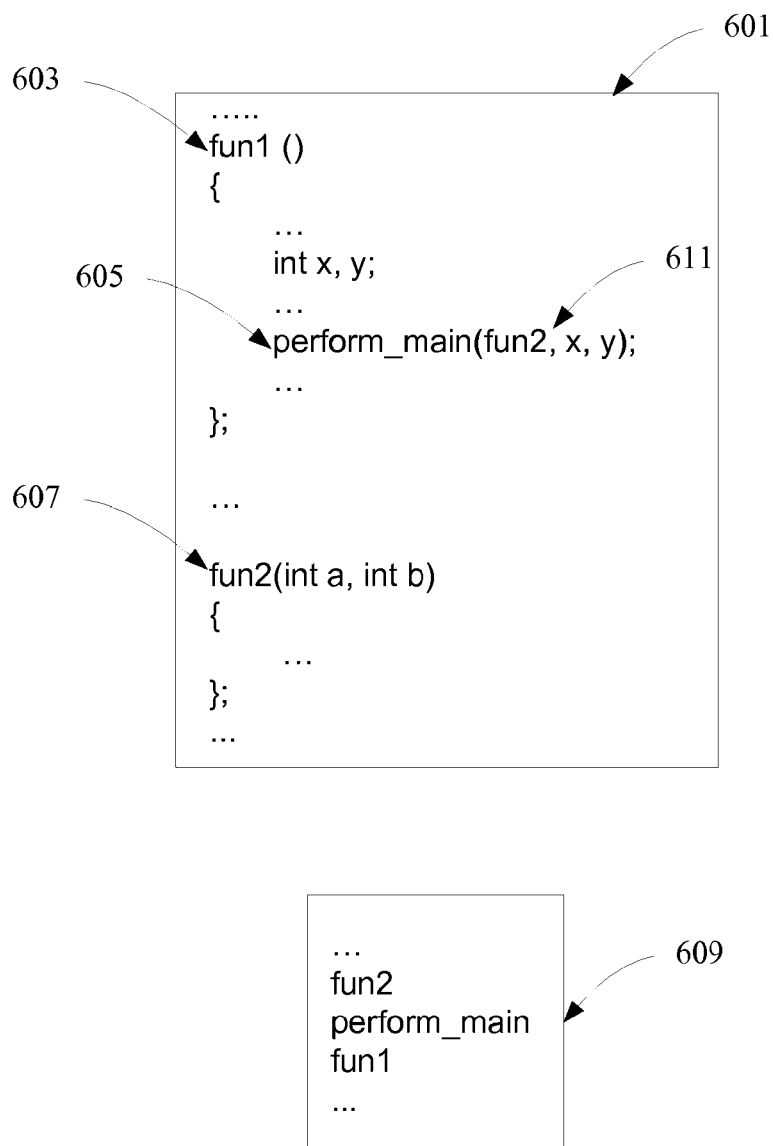 601
603
.....
fun1 ()
{
...
int x, y;
605
611
...
perform_main(fun2, x, y);
...
};
607
...
fun2(int a, int b)
{
...
};
...
609
...
fun2
perform_main
fun1
...